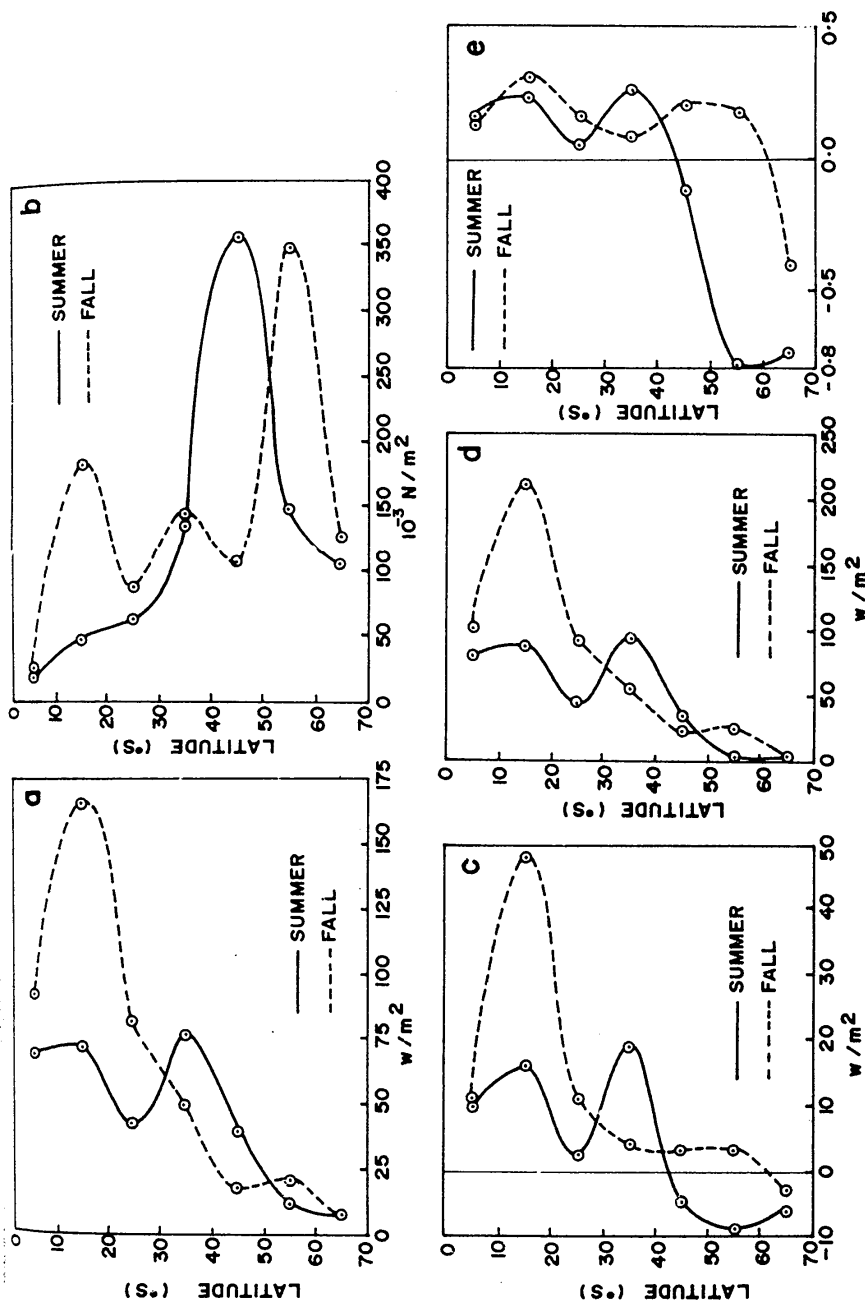 a
LATITUDE (°S)
0
10
20
30
40
50
60
70
SUMMER
FALL
0 25 50 75 100 125 150 175
w/m²
b
LATITUDE (°S)
0
10
20
30
40
50
60
70
SUMMER
FALL
0 50 100 150 200 250 300 350 400
10⁻³ N/m²
c
LATITUDE (°S)
0
10
20
30
40
50
60
70
SUMMER
FALL
-10 0 10 20 30 40 50
w/m²
d
LATITUDE (°S)
0
10
20
30
40
50
60
70
SUMMER
FALL
0 50 100 150 200 250
w/m²
e
LATITUDE (°S)
0
10
20
30
40
50
60
70
SUMMER
FALL
-0·8 -0·5 0·0 0·5